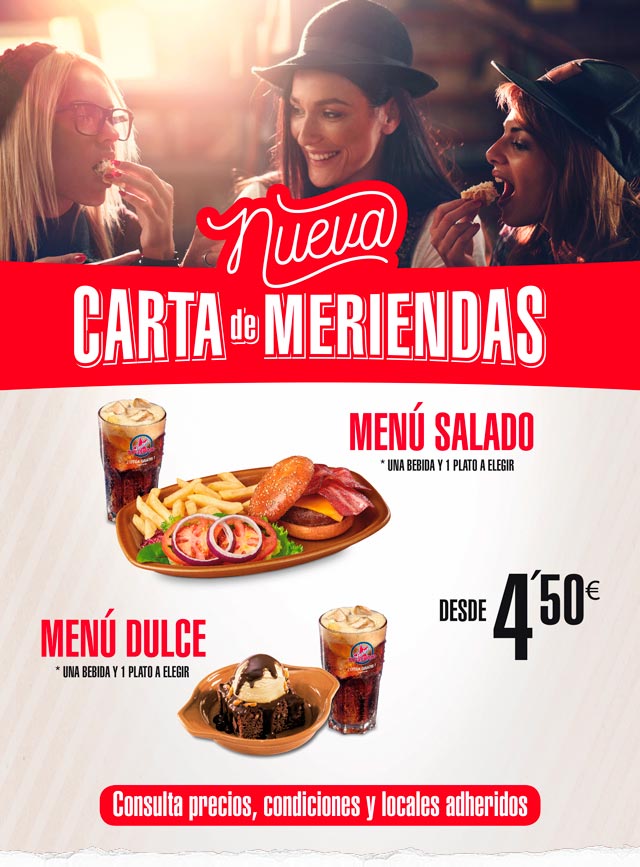 Nueva
CARTA de MERIENDAS
MENÚ SALADO
* UNA BEBIDA Y 1 PLATO A ELEGIR
DESDE 4'50€
MENÚ DULCE
* UNA BEBIDA Y 1 PLATO A ELEGIR
Consulta precios, condiciones y locales adheridos